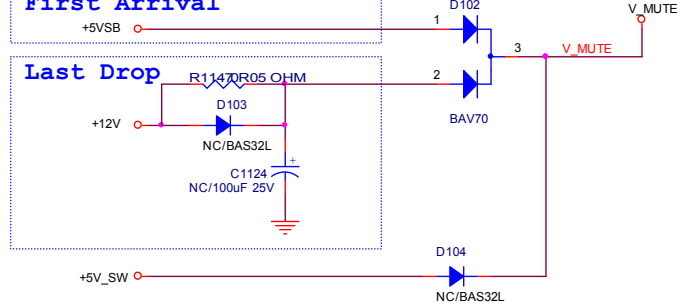 First Arrival
D102
V_MUTE
+5VSB
1
3
V_MUTE
Last Drop
R1147
0R05 OHM
2
D103
BAV70
+12V
NC/BAS32L
+
C1124
NC/100uF 25V
D104
+5V_SW
NC/BAS32L